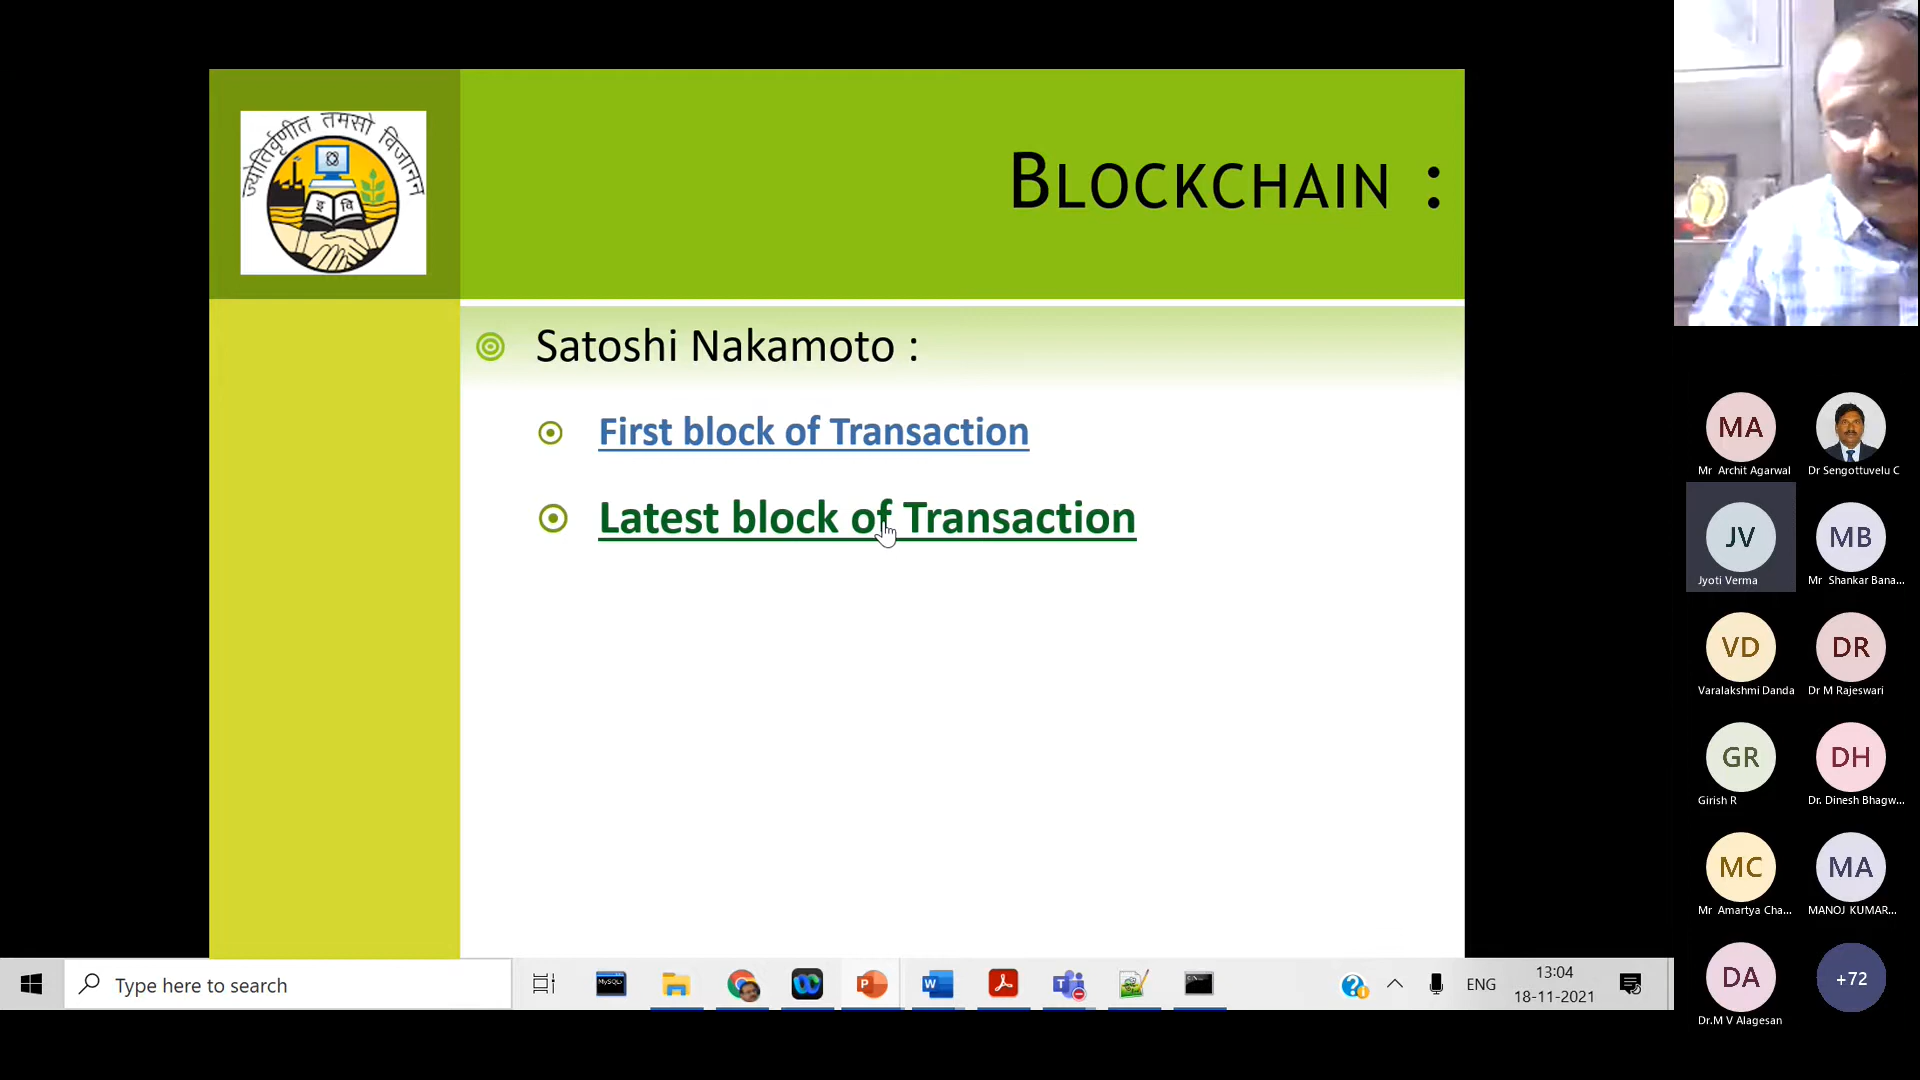 ज्योतिर्वृणीत तमसो विजानन
इ वि
BLOCKCHAIN :
Satoshi Nakamoto :
First block of Transaction
Latest block of Transaction
MA
Mr Archit Agarwal
Dr Sengottuvelu C
JV
Jyoti Verma
MB
Mr Shankar Bana...
VD
Varalakshmi Danda
DR
Dr M Rajeswari
GR
Girish R
DH
Dr. Dinesh Bhagw...
MC
Mr Amartya Cha...
MA
MANOJ KUMAR...
DA
Dr.M V Alagesan
+72
Type here to search
MySQL
ENG
13:04
18-11-2021